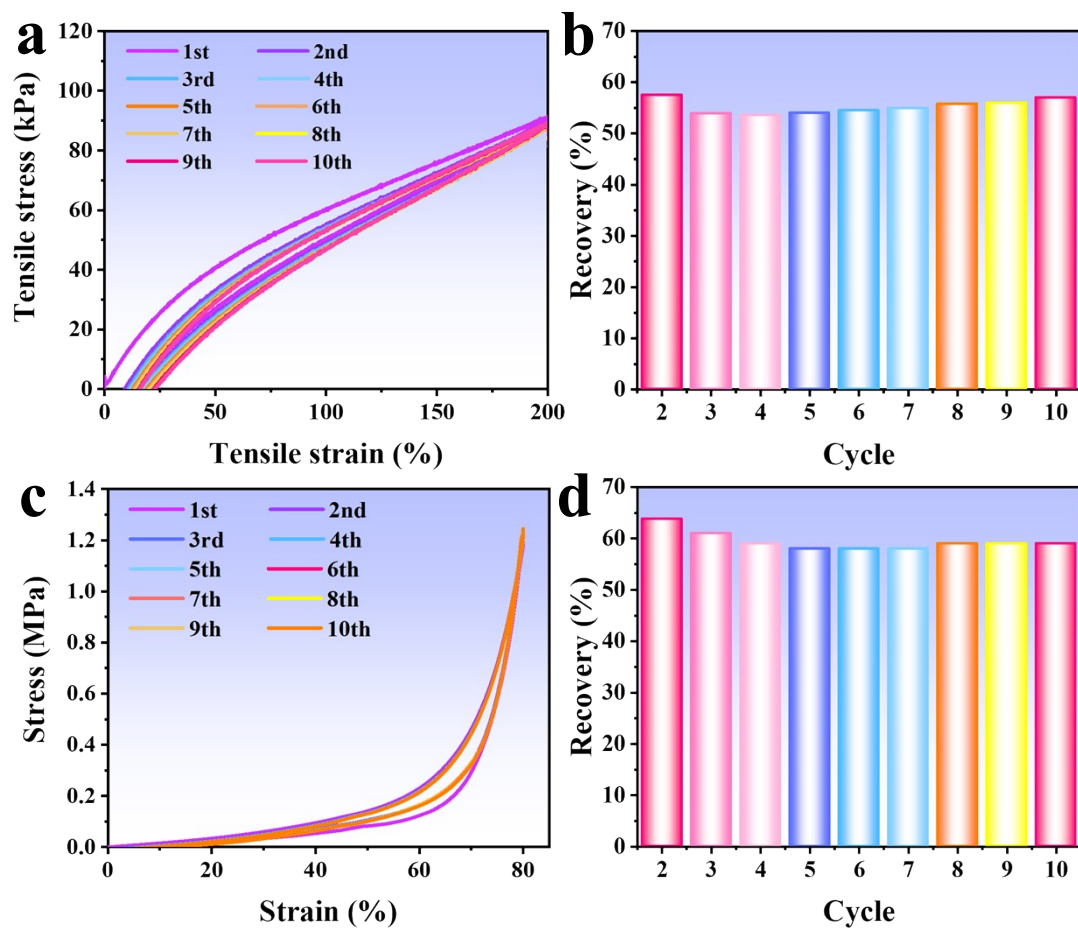 a
120
100
80
60
40
20
0
Tensile stress (kPa)
1st 2nd
3rd 4th
5th 6th
7th 8th
9th 10th
0 50 100 150 200
Tensile strain (%)
b
70
60
50
40
30
20
10
0
Recovery (%)
2 3 4 5 6 7 8 9 10
Cycle
c
1.4
1.2
1.0
0.8
0.6
0.4
0.2
0.0
Stress (MPa)
1st 2nd
3rd 4th
5th 6th
7th 8th
9th 10th
0 20 40 60 80
Strain (%)
d
70
60
50
40
30
20
10
0
Recovery (%)
2 3 4 5 6 7 8 9 10
Cycle